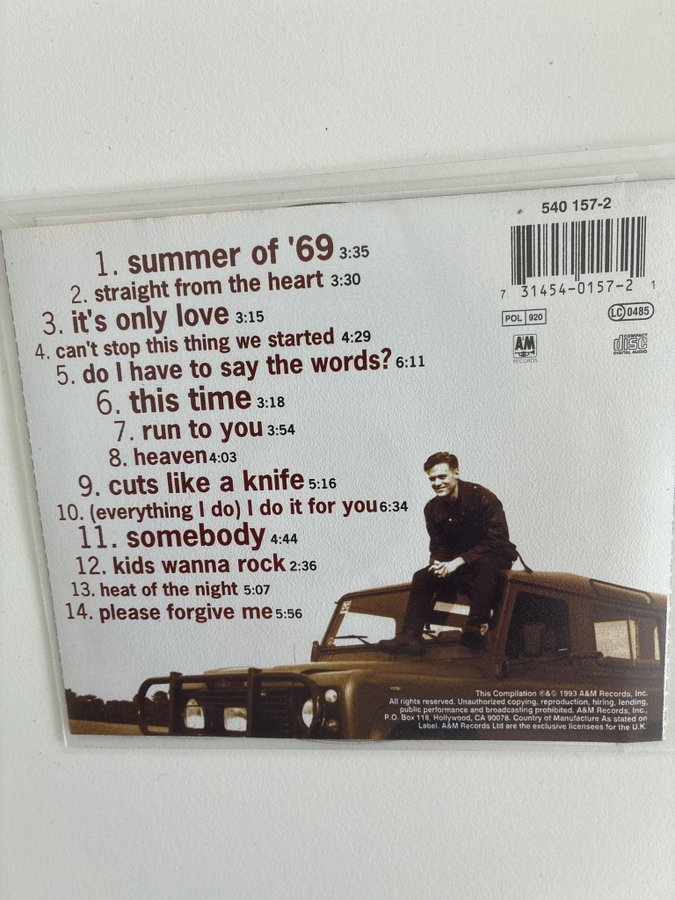 540 157-2
7 31454-0157-2 1
POL 920
LC 0485
AM
RECORDS
COMPACT
disc
DIGITAL AUDIO
1. summer of '69 3:35
2. straight from the heart 3:30
3. it's only love 3:15
4. can't stop this thing we started 4:29
5. do I have to say the words? 6:11
6. this time 3:18
7. run to you 3:54
8. heaven 4:03
9. cuts like a knife 5:16
10. (everything I do) I do it for you 6:34
11. somebody 4:44
12. kids wanna rock 2:36
13. heat of the night 5:07
14. please forgive me 5:56
This Compilation ℗&© 1993 A&M Records, Inc.
All rights reserved. Unauthorized copying, reproduction, hiring, lending,
public performance and broadcasting prohibited. A&M Records, Inc.,
P.O. Box 118, Hollywood, CA 90078. Country of Manufacture As stated on
Label. A&M Records Ltd are the exclusive licensees for the U.K.